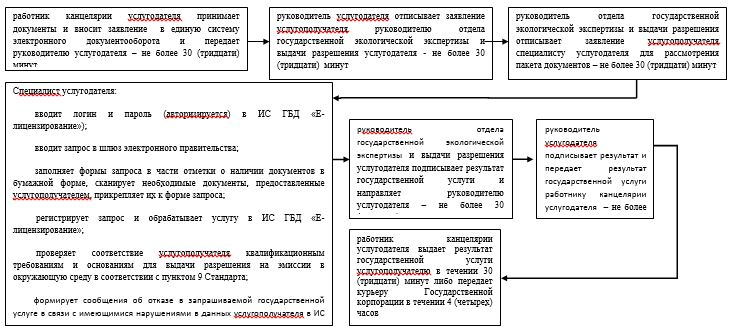 работник канцелярии услугодателя принимает
документы и вносит заявление в единую систему
электронного документооборота и передает
руководителю услугодателя – не более 30 (тридцати)
минут
руководитель услугодателя отписывает заявление
услугополучателя руководителю отдела
государственной экологической экспертизы и
выдачи разрешения услугодателя - не более 30
(тридцати) минут
руководитель отдела государственной
экологической экспертизы и выдачи разрешения
отписывает заявление услугополучателя
специалисту услугодателя для рассмотрения
пакета документов – не более 30 (тридцати) минут
Специалист услугодателя:
вводит логин и пароль (авторизируется) в ИС ГБД «Е-
лицензирование»);
вводит запрос в шлюз электронного правительства;
заполняет формы запроса в части отметки о наличии документов в
бумажной форме, сканирует необходимые документы, предоставленные
услугополучателем, прикрепляет их к форме запроса;
регистрирует запрос и обрабатывает услугу в ИС ГБД «Е-
лицензирование»;
проверяет соответствие услугополучателя квалификационным
требованиям и основаниям для выдачи разрешения на эмиссии в
окружающую среду в соответствии с пунктом 9 Стандарта;
формирует сообщения об отказе в запрашиваемой государственной
услуге в связи с имеющимися нарушениями в данных услугополучателя в ИС
руководитель отдела
государственной экологической
экспертизы и выдачи разрешения
услугодателя подписывает результат
государственной услуги и
направляет руководителю
услугодателя – не более 30
руководитель
услугодателя
подписывает результат и
передает результат
государственной услуги
работнику канцелярии
услугодателя – не более
работник канцелярии
услугодателя выдает результат
государственной услуги
услугополучателю в течении 30
(тридцати) минут либо передает
курьеру Государственной
корпорации в течении 4 (четырех)
часов